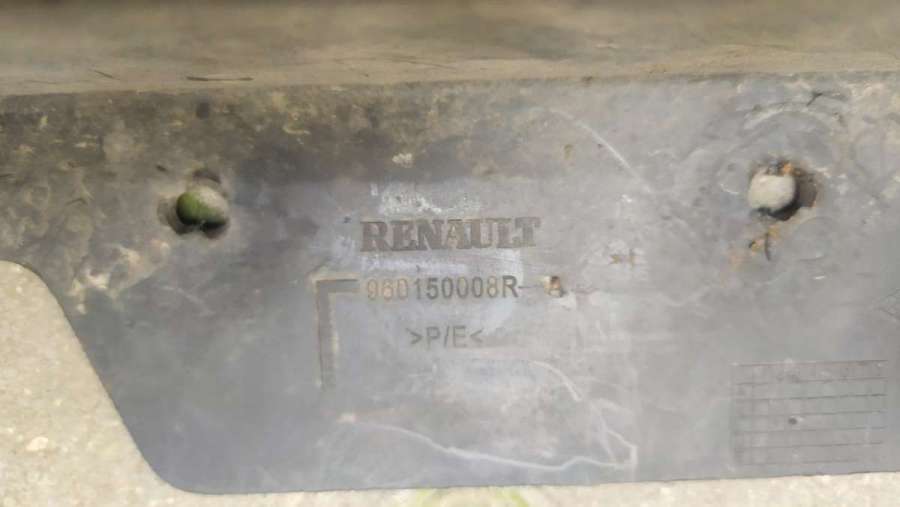 RENAULT
960150008R--A
>P/E<